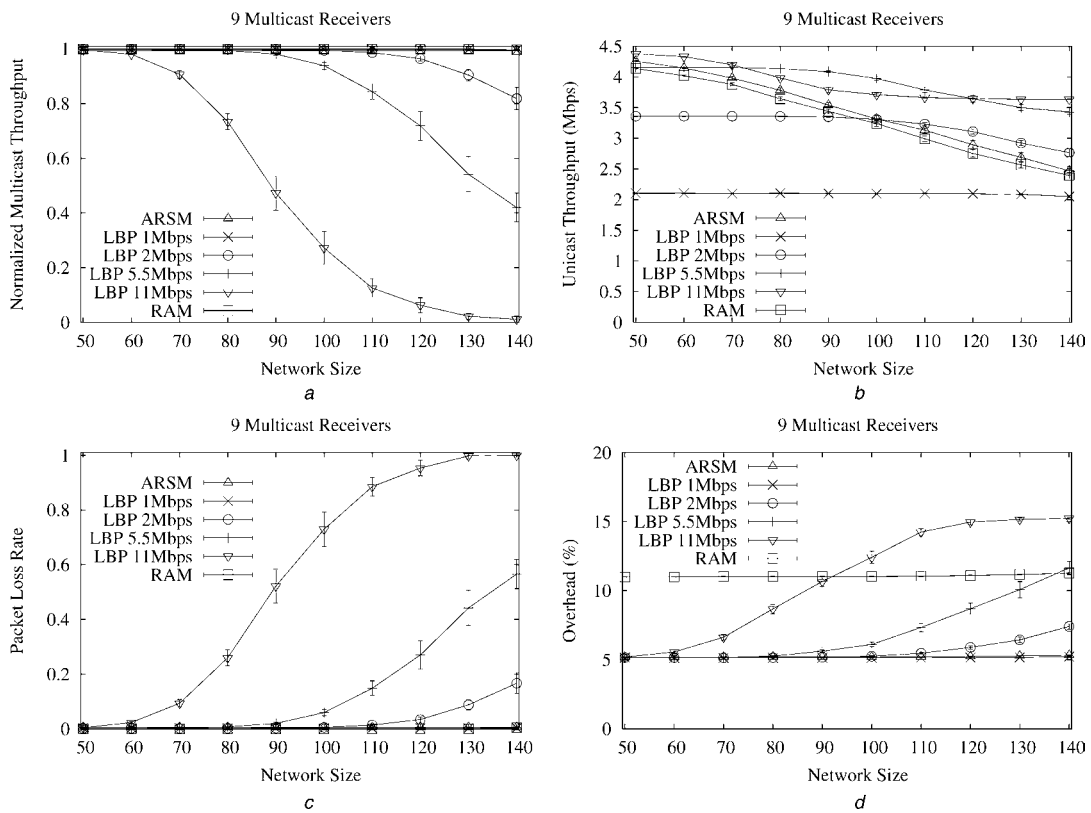 9 Multicast Receivers
Normalized Multicast Throughput
1
0.8
0.6
0.4
0.2
0
ARSM
LBP 1Mbps
LBP 2Mbps
LBP 5.5Mbps
LBP 11Mbps
RAM
50 60 70 80 90 100 110 120 130 140
Network Size
a
9 Multicast Receivers
Unicast Throughput (Mbps)
4.5
4
3.5
3
2.5
2
1.5
1
0.5
0
ARSM
LBP 1Mbps
LBP 2Mbps
LBP 5.5Mbps
LBP 11Mbps
RAM
50 60 70 80 90 100 110 120 130 140
Network Size
b
9 Multicast Receivers
Packet Loss Rate
1
0.8
0.6
0.4
0.2
0
ARSM
LBP 1Mbps
LBP 2Mbps
LBP 5.5Mbps
LBP 11Mbps
RAM
50 60 70 80 90 100 110 120 130 140
Network Size
c
9 Multicast Receivers
Overhead (%)
20
15
10
5
0
ARSM
LBP 1Mbps
LBP 2Mbps
LBP 5.5Mbps
LBP 11Mbps
RAM
50 60 70 80 90 100 110 120 130 140
Network Size
d